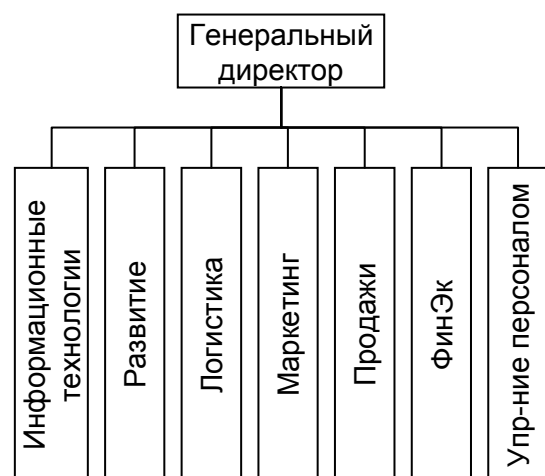 Генеральный
директор
Информационные
технологии
Развитие
Логистика
Маркетинг
Продажи
ФинЭк
Упр-ние персоналом